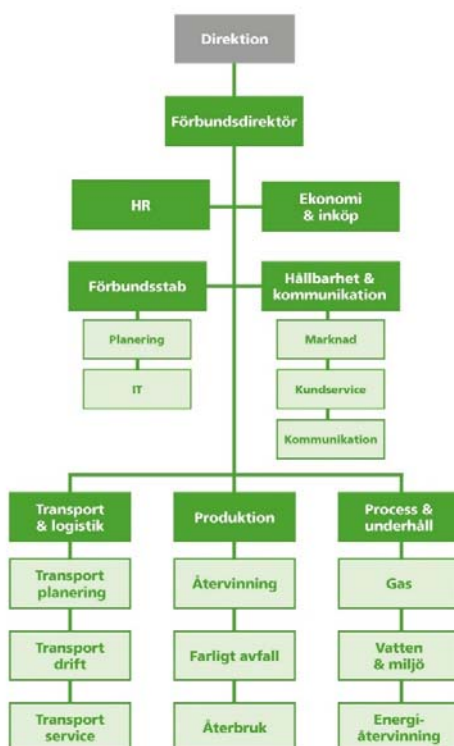 Direktion
Förbundsdirektör
HR
Ekonomi
& inköp
Förbundsstab
Hållbarhet &
kommunikation
Planering
Marknad
IT
Kundservice
Kommunikation
Transport
& logistik
Produktion
Process &
underhåll
Transport
planering
Återvinning
Gas
Transport
drift
Farligt avfall
Vatten
& miljö
Transport
service
Återbruk
Energi-
återvinning